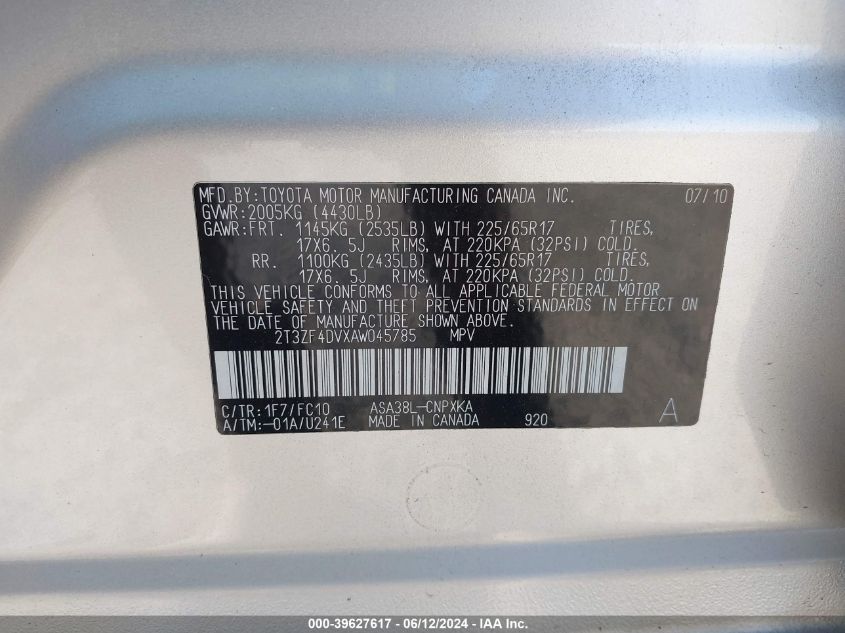 MFD.BY:TOYOTA MOTOR MANUFACTURING CANADA INC. 07/10
GVWR:2005KG (4430LB)
GAWR:FRT. 1145KG (2535LB) WITH 225/65R17 TIRES,
17X6.5J RIMS, AT 220KPA (32PSI) COLD.
RR. 1100KG (2435LB) WITH 225/65R17 TIRES,
17X6.5J RIMS, AT 220KPA (32PSI) COLD.
THIS VEHICLE CONFORMS TO ALL APPLICABLE FEDERAL MOTOR
VEHICLE SAFETY AND THEFT PREVENTION STANDARDS IN EFFECT ON
THE DATE OF MANUFACTURE SHOWN ABOVE.
2T3ZF4DVXAW045785 MPV
C/TR:1F7/FC10 ASA38L-CNPXKA
A/TM:-01A/U241E MADE IN CANADA 920 A
000-39627617 - 06/12/2024 - IAA Inc.